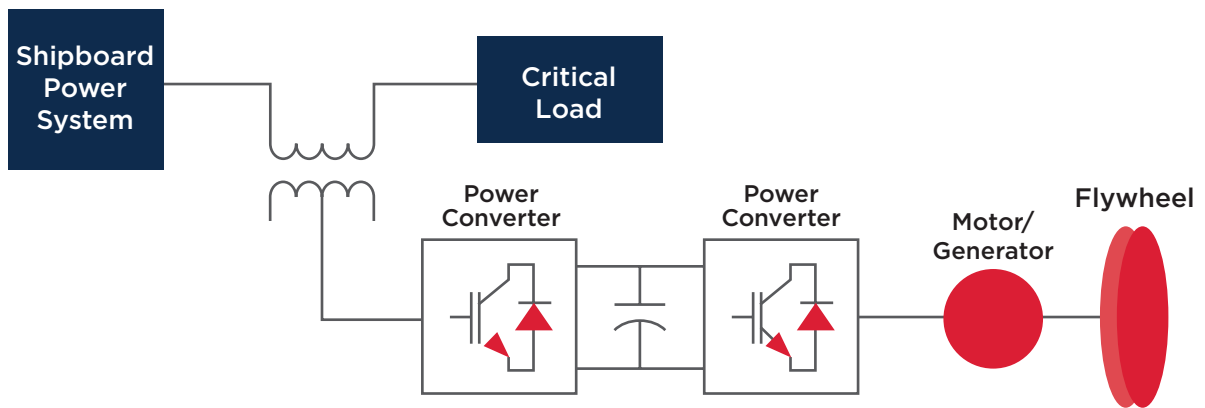 Shipboard
Power
System
Critical
Load
Power
Converter
Power
Converter
Motor/
Generator
Flywheel